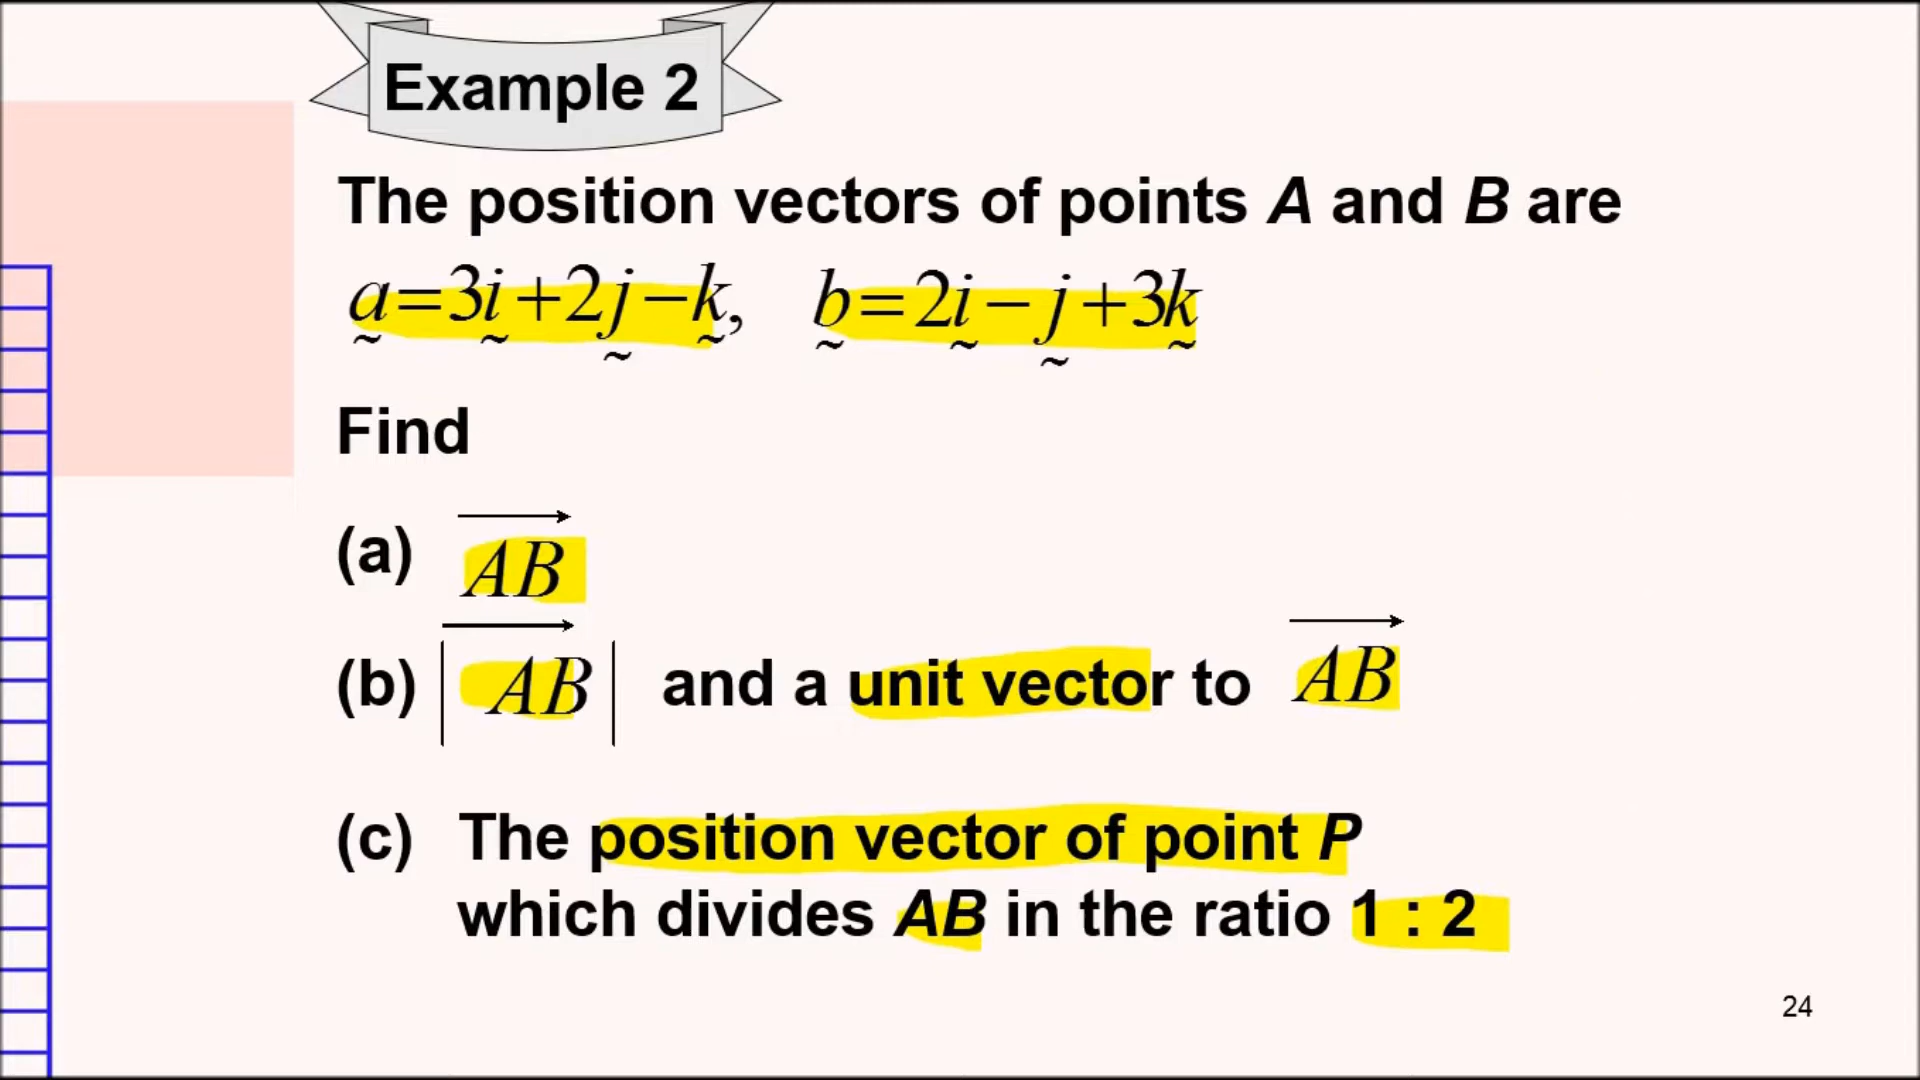 Example 2
The position vectors of points A and B are
a=3i+2j−k, b=2i−j+3k
Find
(a) AB
(b) | AB | and a unit vector to AB
(c) The position vector of point P
which divides AB in the ratio 1 : 2
24